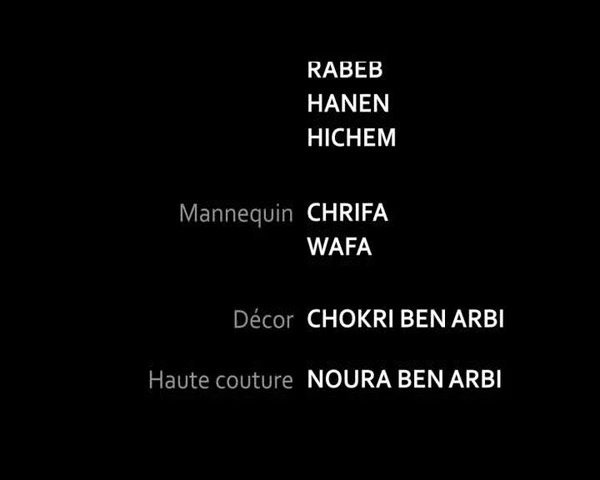 RABEB
HANEN
HICHEM
Mannequin CHRIFA
WAFA
Décor CHOKRI BEN ARBI
Haute couture NOURA BEN ARBI